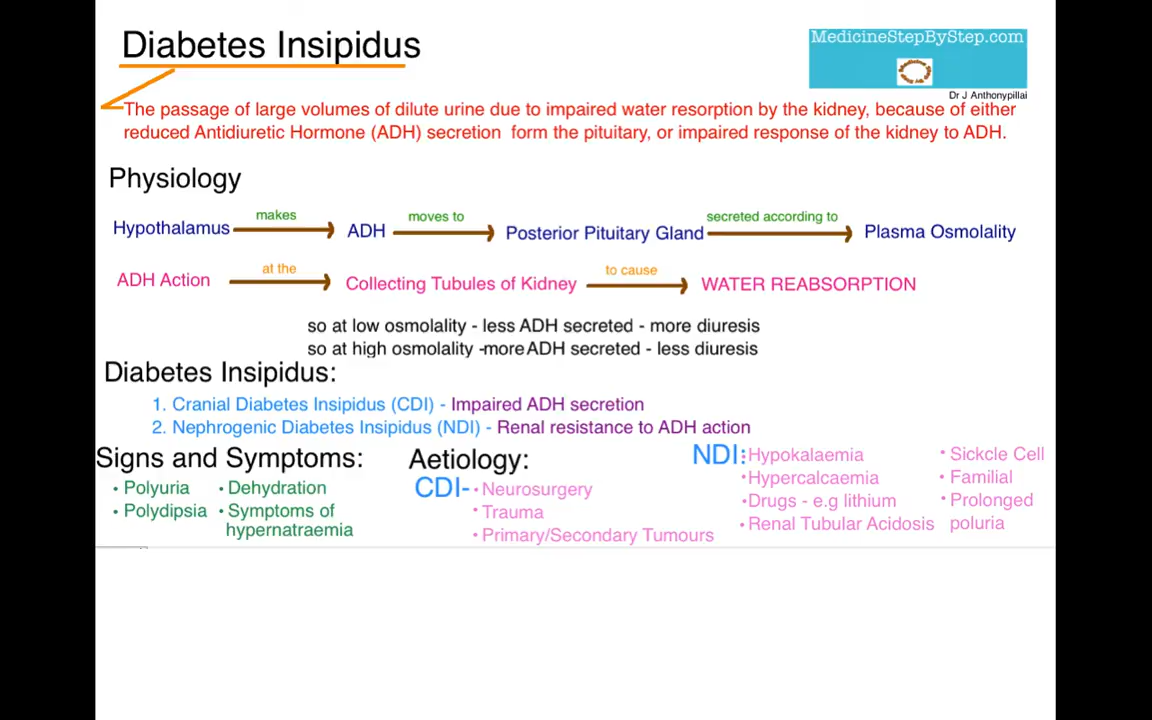 Diabetes Insipidus
MedicineStepByStep.com
Dr J Anthonypillai
The passage of large volumes of dilute urine due to impaired water resorption by the kidney, because of either
reduced Antidiuretic Hormone (ADH) secretion form the pituitary, or impaired response of the kidney to ADH.
Physiology
Hypothalamus makes ADH moves to Posterior Pituitary Gland secreted according to Plasma Osmolality
ADH Action at the Collecting Tubules of Kidney to cause WATER REABSORPTION
so at low osmolality - less ADH secreted - more diuresis
so at high osmolality -more ADH secreted - less diuresis
Diabetes Insipidus:
1. Cranial Diabetes Insipidus (CDI) - Impaired ADH secretion
2. Nephrogenic Diabetes Insipidus (NDI) - Renal resistance to ADH action
Signs and Symptoms:
• Polyuria
• Polydipsia
• Dehydration
• Symptoms of
hypernatraemia
Aetiology:
CDI-
• Neurosurgery
• Trauma
• Primary/Secondary Tumours
NDI:
• Hypokalaemia
• Hypercalcaemia
• Drugs - e.g lithium
• Renal Tubular Acidosis
• Sickcle Cell
• Familial
• Prolonged
poluria